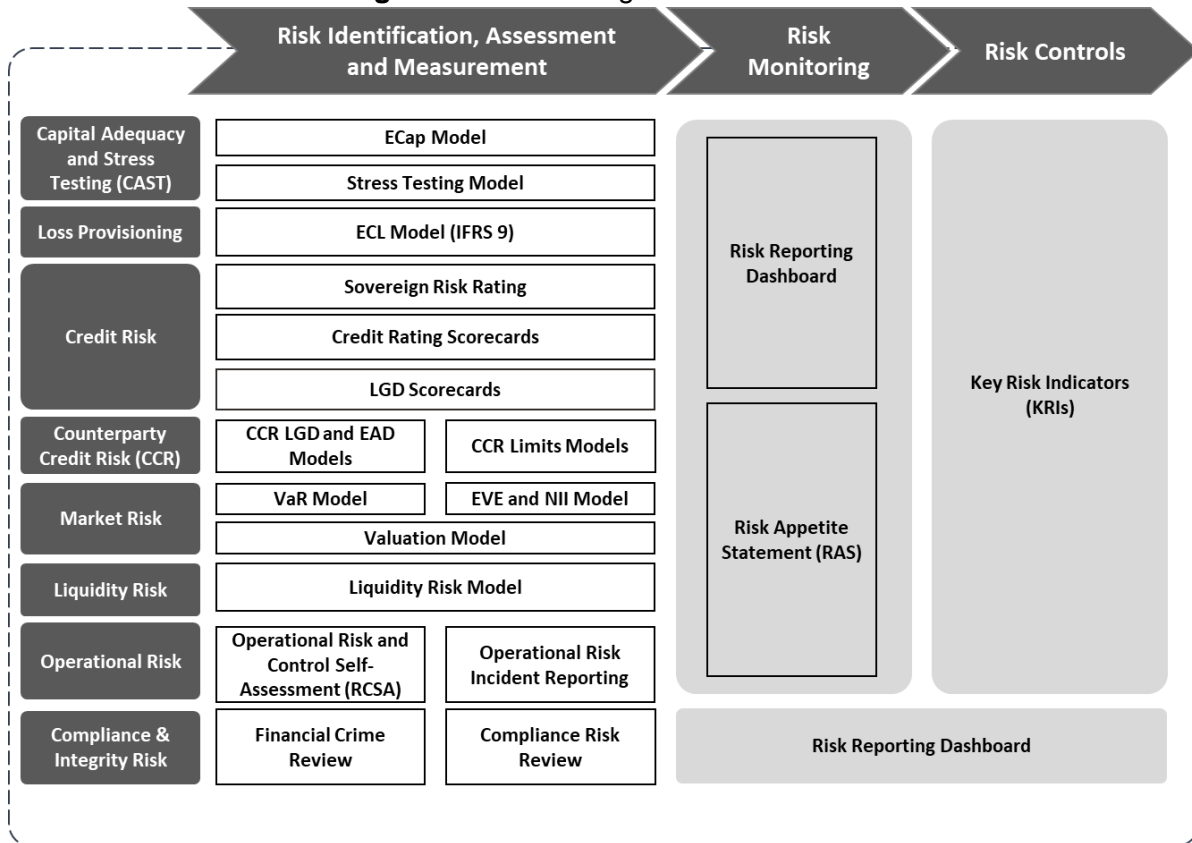 Risk Identification, Assessment
and Measurement
Risk
Monitoring
Risk Controls
Capital Adequacy
and Stress
Testing (CAST)
ECap Model
Stress Testing Model
Loss Provisioning
ECL Model (IFRS 9)
Credit Risk
Sovereign Risk Rating
Credit Rating Scorecards
LGD Scorecards
Counterparty
Credit Risk (CCR)
CCR LGD and EAD
Models
CCR Limits Models
Market Risk
VaR Model
EVE and NII Model
Valuation Model
Liquidity Risk
Liquidity Risk Model
Operational Risk
Operational Risk and
Control Self-
Assessment (RCSA)
Operational Risk
Incident Reporting
Compliance &
Integrity Risk
Financial Crime
Review
Compliance Risk
Review
Risk Reporting
Dashboard
Risk Appetite
Statement (RAS)
Key Risk Indicators
(KRIs)
Risk Reporting Dashboard